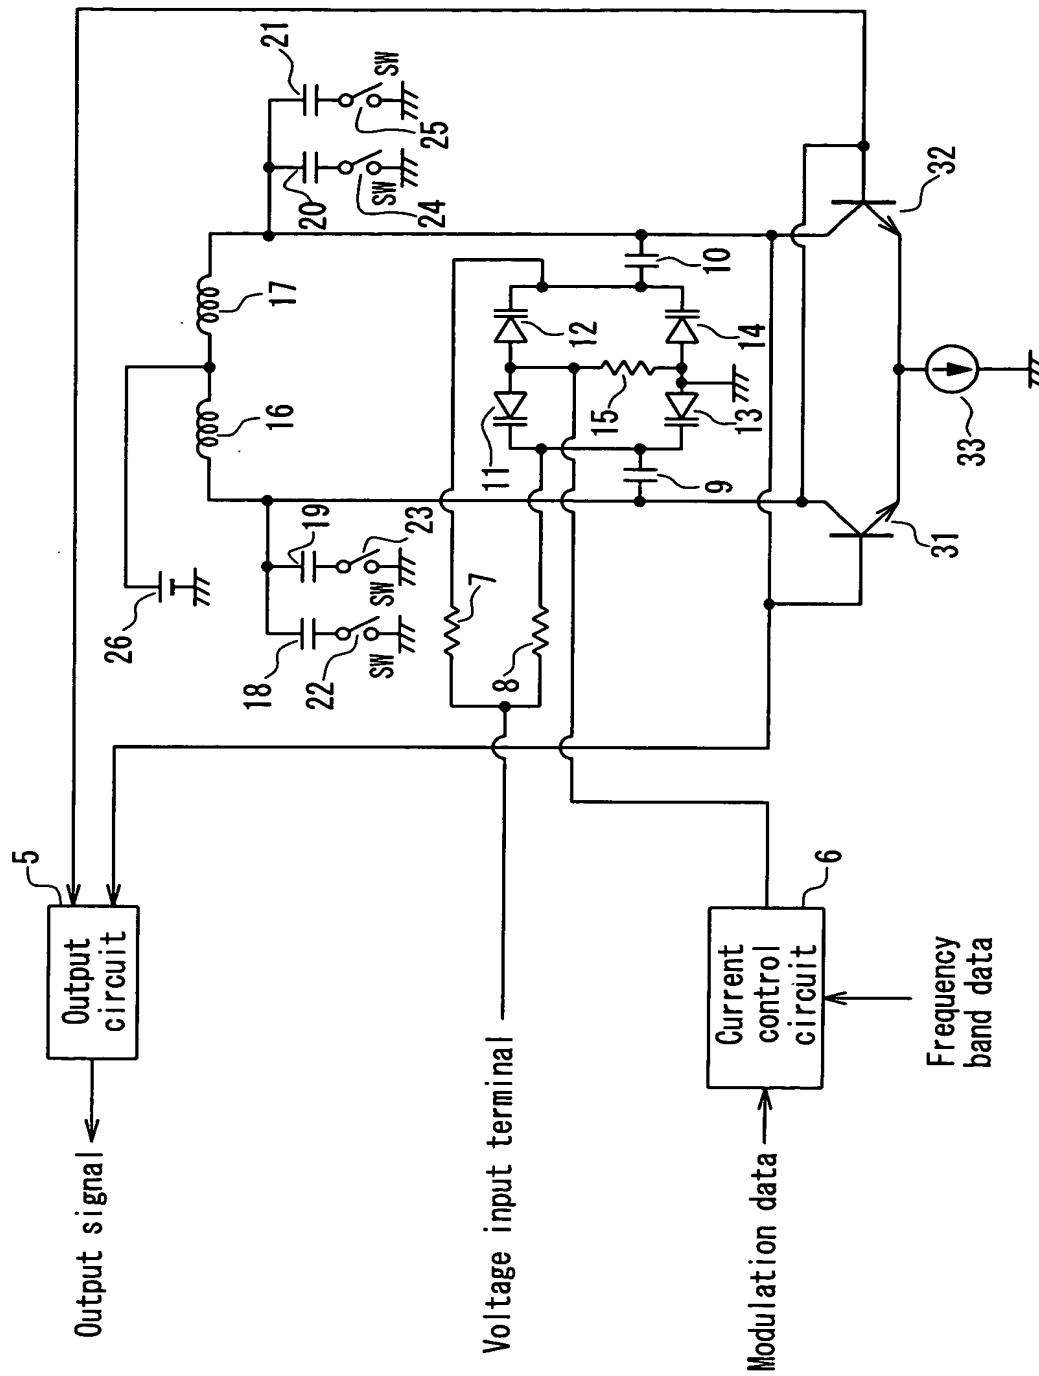 5
Output
circuit
Output signal
26
18
22
SW
19
23
SW
16
17
20
SW
24
21
SW
25
7
8
Voltage input terminal
11
12
15
9
10
13
14
6
Current
control
circuit
Modulation data
Frequency
band data
31
32
33